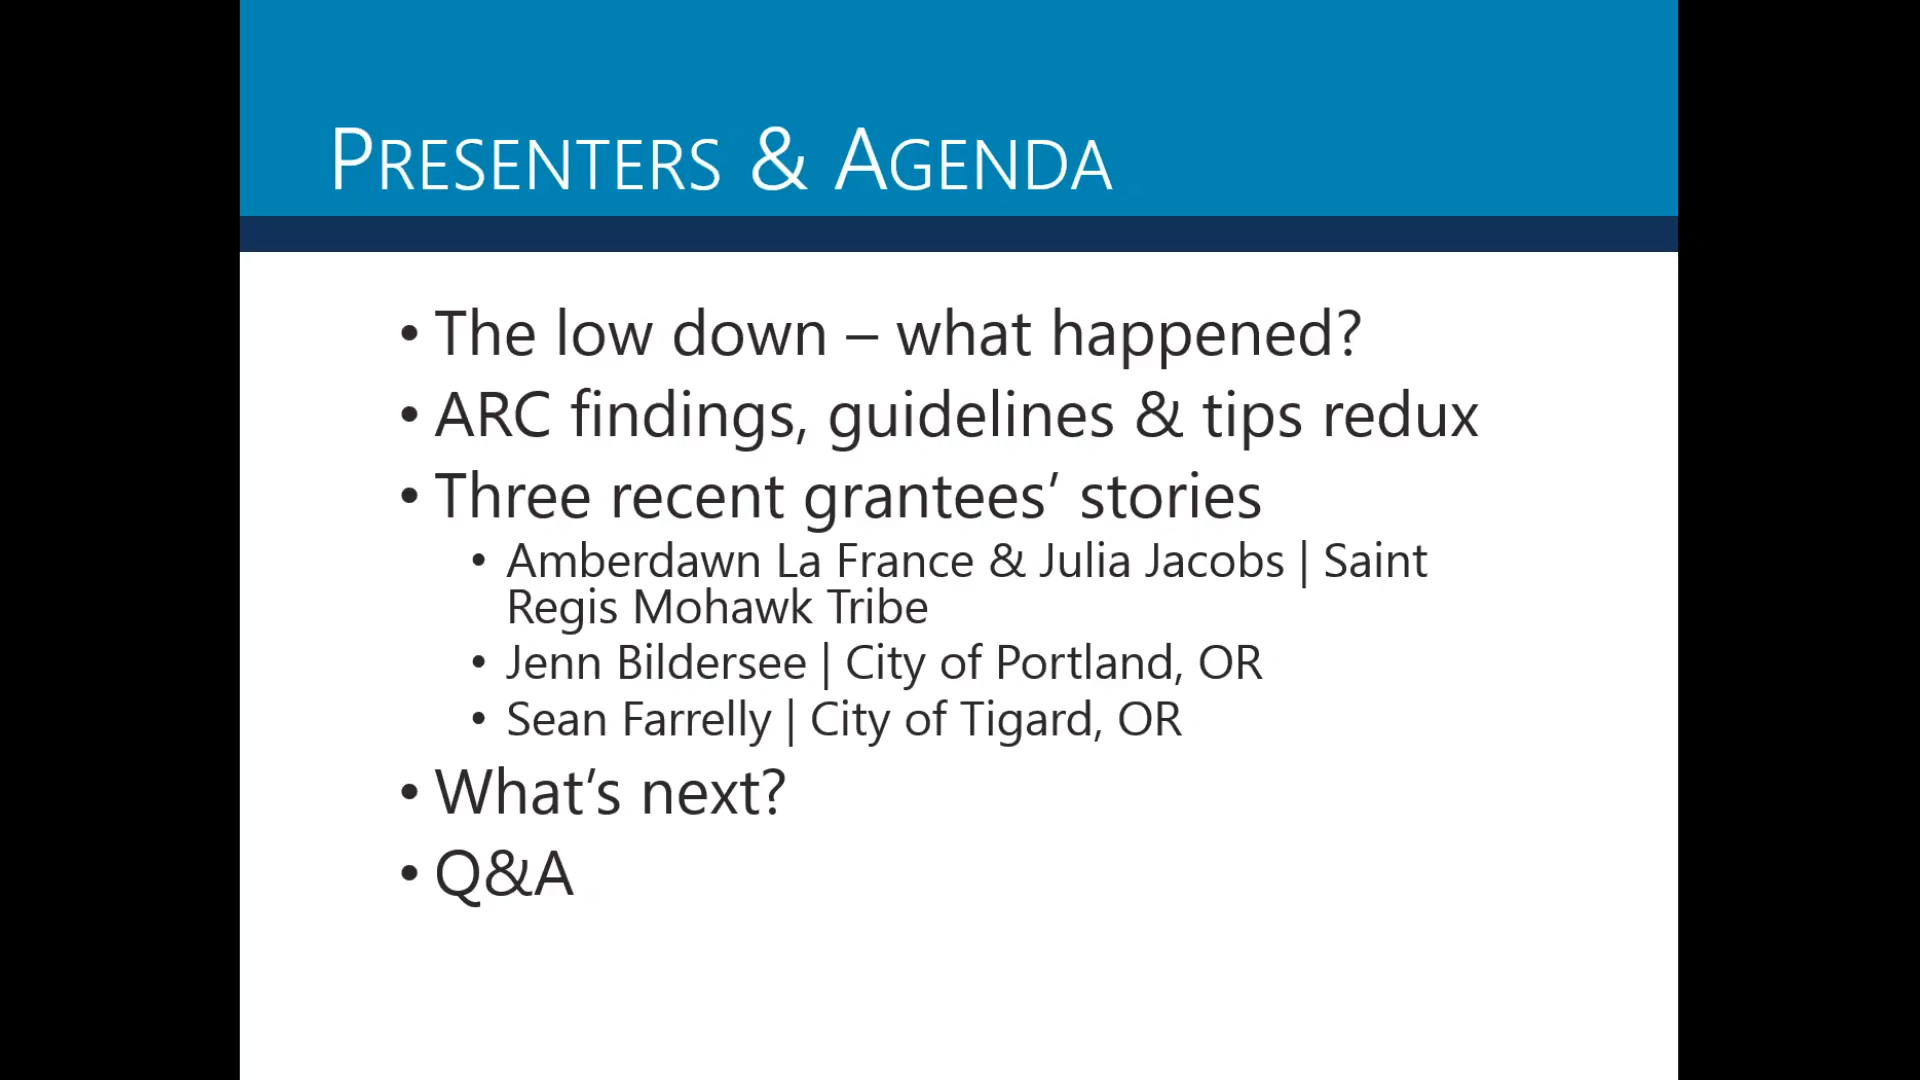 PRESENTERS & AGENDA
• The low down – what happened?
• ARC findings, guidelines & tips redux
• Three recent grantees’ stories
• Amberdawn La France & Julia Jacobs | Saint
Regis Mohawk Tribe
• Jenn Bildersee | City of Portland, OR
• Sean Farrelly | City of Tigard, OR
• What’s next?
• Q&A